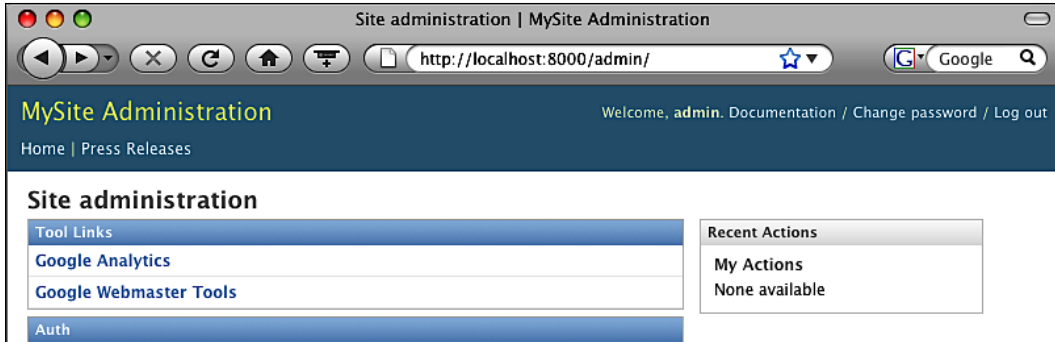 Site administration | MySite Administration
http://localhost:8000/admin/
G Google
MySite Administration
Welcome, admin. Documentation / Change password / Log out
Home | Press Releases
Site administration
Tool Links
Google Analytics
Google Webmaster Tools
Auth
Recent Actions
My Actions
None available